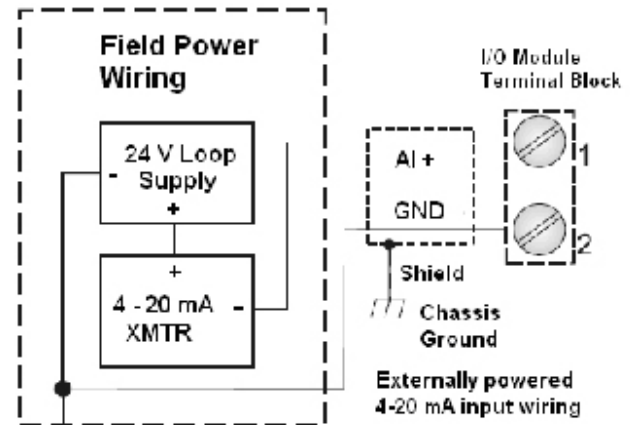 Field Power
Wiring
I/O Module
Terminal Block
24 V Loop
- Supply
+
AI +
1
GND
2
+
4 - 20 mA -
XMTR
Shield
Chassis
Ground
Externally powered
4-20 mA input wiring